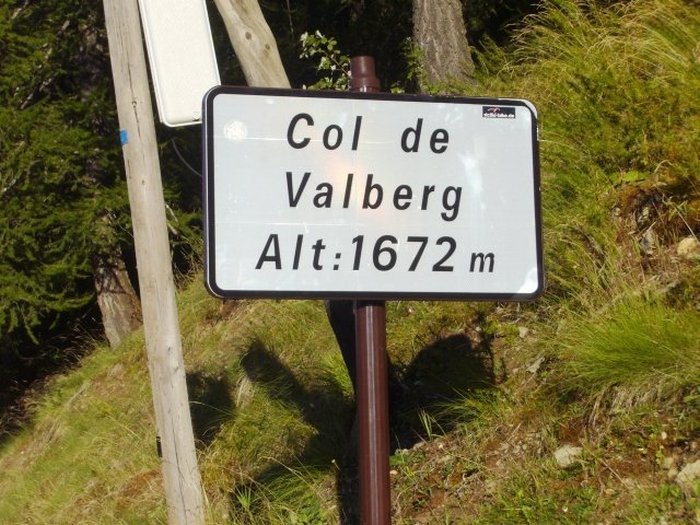 Col de
Valberg
Alt: 1672 m